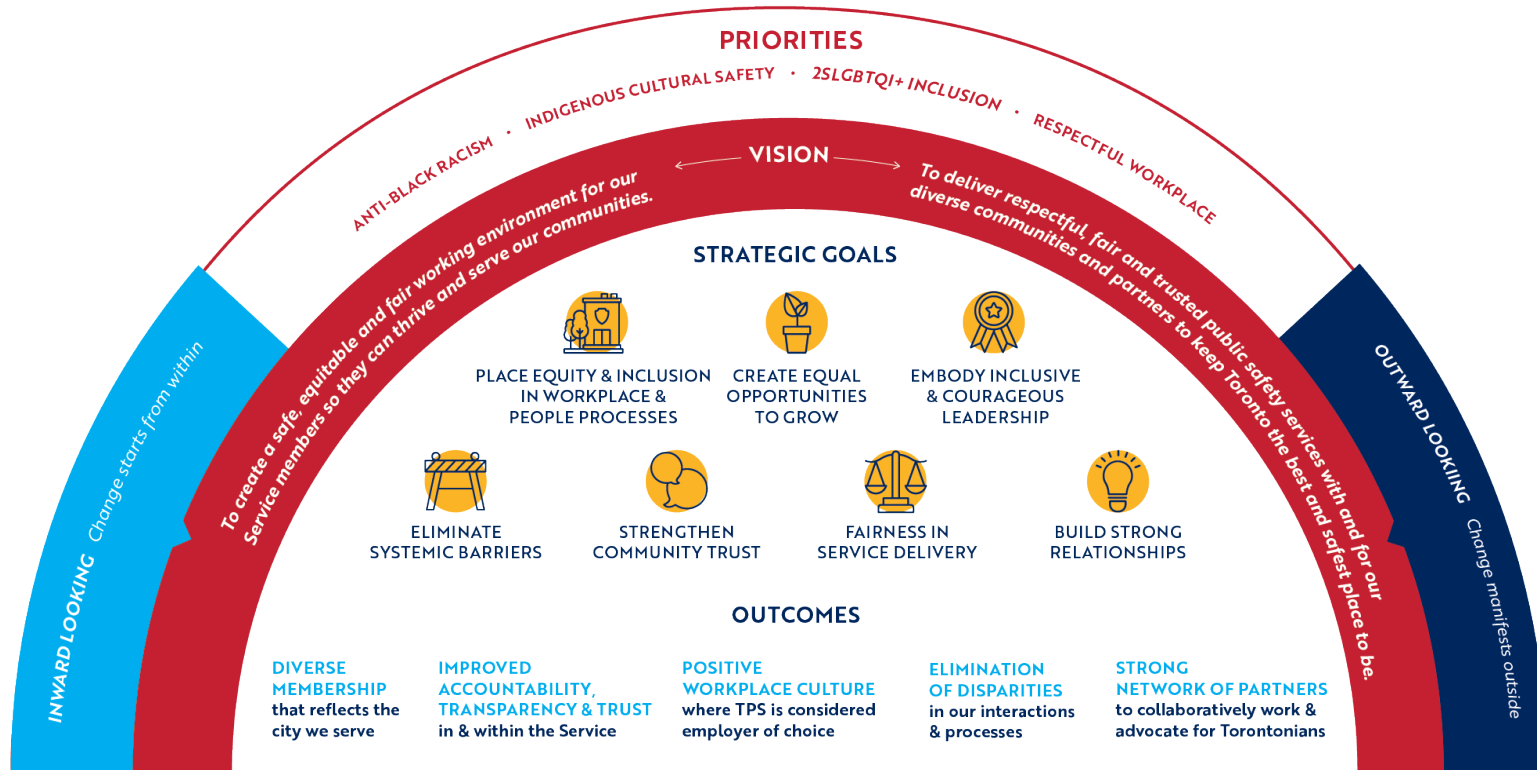 PRIORITIES
ANTI-BLACK RACISM • INDIGENOUS CULTURAL SAFETY • 2SLGBTQI+ INCLUSION • RESPECTFUL WORKPLACE
VISION
To create a safe, equitable and fair working environment for our
Service members so they can thrive and serve our communities.
To deliver respectful, fair and trusted public safety services with and for our
diverse communities and partners to keep Toronto the best and safest place to be.
INWARD LOOKING Change starts from within
OUTWARD LOOKIING Change manifests outside
STRATEGIC GOALS
PLACE EQUITY & INCLUSION
IN WORKPLACE &
PEOPLE PROCESSES
CREATE EQUAL
OPPORTUNITIES
TO GROW
EMBODY INCLUSIVE
& COURAGEOUS
LEADERSHIP
ELIMINATE
SYSTEMIC BARRIERS
STRENGTHEN
COMMUNITY TRUST
FAIRNESS IN
SERVICE DELIVERY
BUILD STRONG
RELATIONSHIPS
OUTCOMES
DIVERSE
MEMBERSHIP
that reflects the
city we serve
IMPROVED
ACCOUNTABILITY,
TRANSPARENCY & TRUST
in & within the Service
POSITIVE
WORKPLACE CULTURE
where TPS is considered
employer of choice
ELIMINATION
OF DISPARITIES
in our interactions
& processes
STRONG
NETWORK OF PARTNERS
to collaboratively work &
advocate for Torontonians